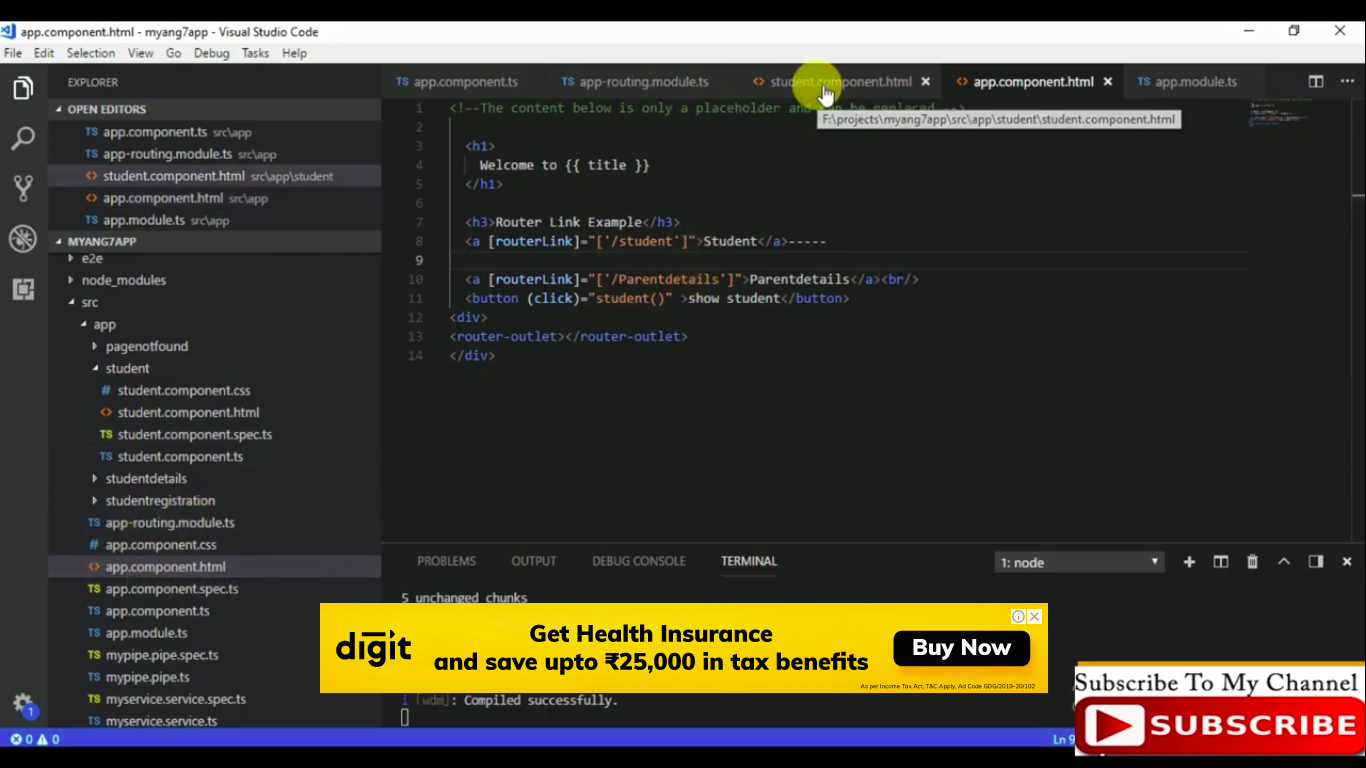 app.component.html - myang7app - Visual Studio Code
File Edit Selection View Go Debug Tasks Help
EXPLORER
OPEN EDITORS
TS app.component.ts src\app
TS app-routing.module.ts src\app
<> student.component.html src\app\student
<> app.component.html src\app
TS app.module.ts src\app
MYANG7APP
e2e
node_modules
src
app
pagenotfound
student
# student.component.css
<> student.component.html
TS student.component.spec.ts
TS student.component.ts
studentdetails
studentregistration
TS app-routing.module.ts
# app.component.css
<> app.component.html
TS app.component.spec.ts
TS app.component.ts
TS app.module.ts
TS mypipe.pipe.spec.ts
TS mypipe.pipe.ts
TS myservice.service.spec.ts
TS myservice.service.ts
1
0 0
TS app.component.ts TS app-routing.module.ts <> student.component.html <> app.component.html TS app.module.ts
F:\projects\myang7app\src\app\student\student.component.html
1 <!--The content below is only a placeholder and can be replaced.-->
2
3 <h1>
4 Welcome to {{ title }}
5 </h1>
6
7 <h3>Router Link Example</h3>
8 <a [routerLink]="['/student']">Student</a>-----
9
10 <a [routerLink]="['/Parentdetails']">Parentdetails</a><br/>
11 <button (click)="student()" >show student</button>
12 <div>
13 <router-outlet></router-outlet>
14 </div>
PROBLEMS OUTPUT DEBUG CONSOLE TERMINAL 1: node
5 unchanged chunks
digit
Get Health Insurance
and save upto ₹25,000 in tax benefits
Buy Now
As per Income Tax Act, T&C Apply, Ad Code GDG/2019-20/102
i [wdm]: Compiled successfully.
Ln 9
Subscribe To My Channel
SUBSCRIBE